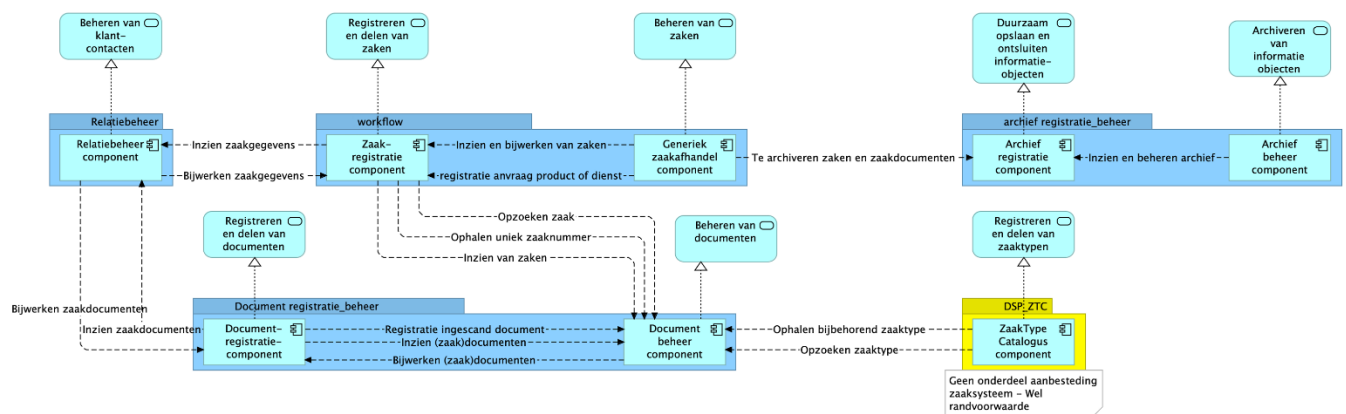 Beheren van
klant-
contacten
Registreren
en delen van
zaken
Beheren van
zaken
Duurzaam
opslaan en
ontsluiten
informatie-
objecten
Archiveren
van
informatie
objecten
Relatiebeheer
workflow
archief registratie_beheer
Relatiebeheer
component
Inzien zaakgegevens
Bijwerken zaakgegevens
Zaak-
registratie
component
Inzien en bijwerken van zaken
registratie anvraag product of dienst
Generiek
zaakafhandel
component
Te archiveren zaken en zaakdocumenten
Archief
registratie
component
Inzien en beheren archief
Archief
beheer
component
Opzoeken zaak
Ophalen uniek zaaknummer
Inzien van zaken
Registreren
en delen van
documenten
Beheren van
documenten
Registreren
en delen van
zaaktypen
Bijwerken zaakdocumenten
Inzien zaakdocumenten
Document registratie_beheer
DSP_ZTC
Document-
registratie-
component
Registratie ingescand document
Inzien (zaak)documenten
Bijwerken (zaak)documenten
Document
beheer
component
Ophalen bijbehorend zaaktype
Opzoeken zaaktype
ZaakType
Catalogus
component
Geen onderdeel aanbesteding
zaaksysteem - Wel
randvoorwaarde